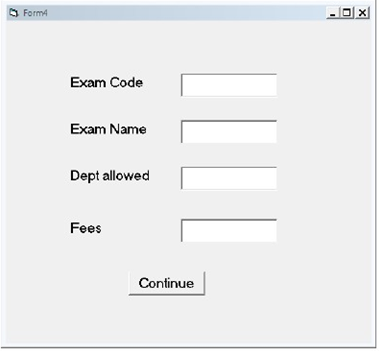 Form4
Exam Code
Exam Name
Dept allowed
Fees
Continue